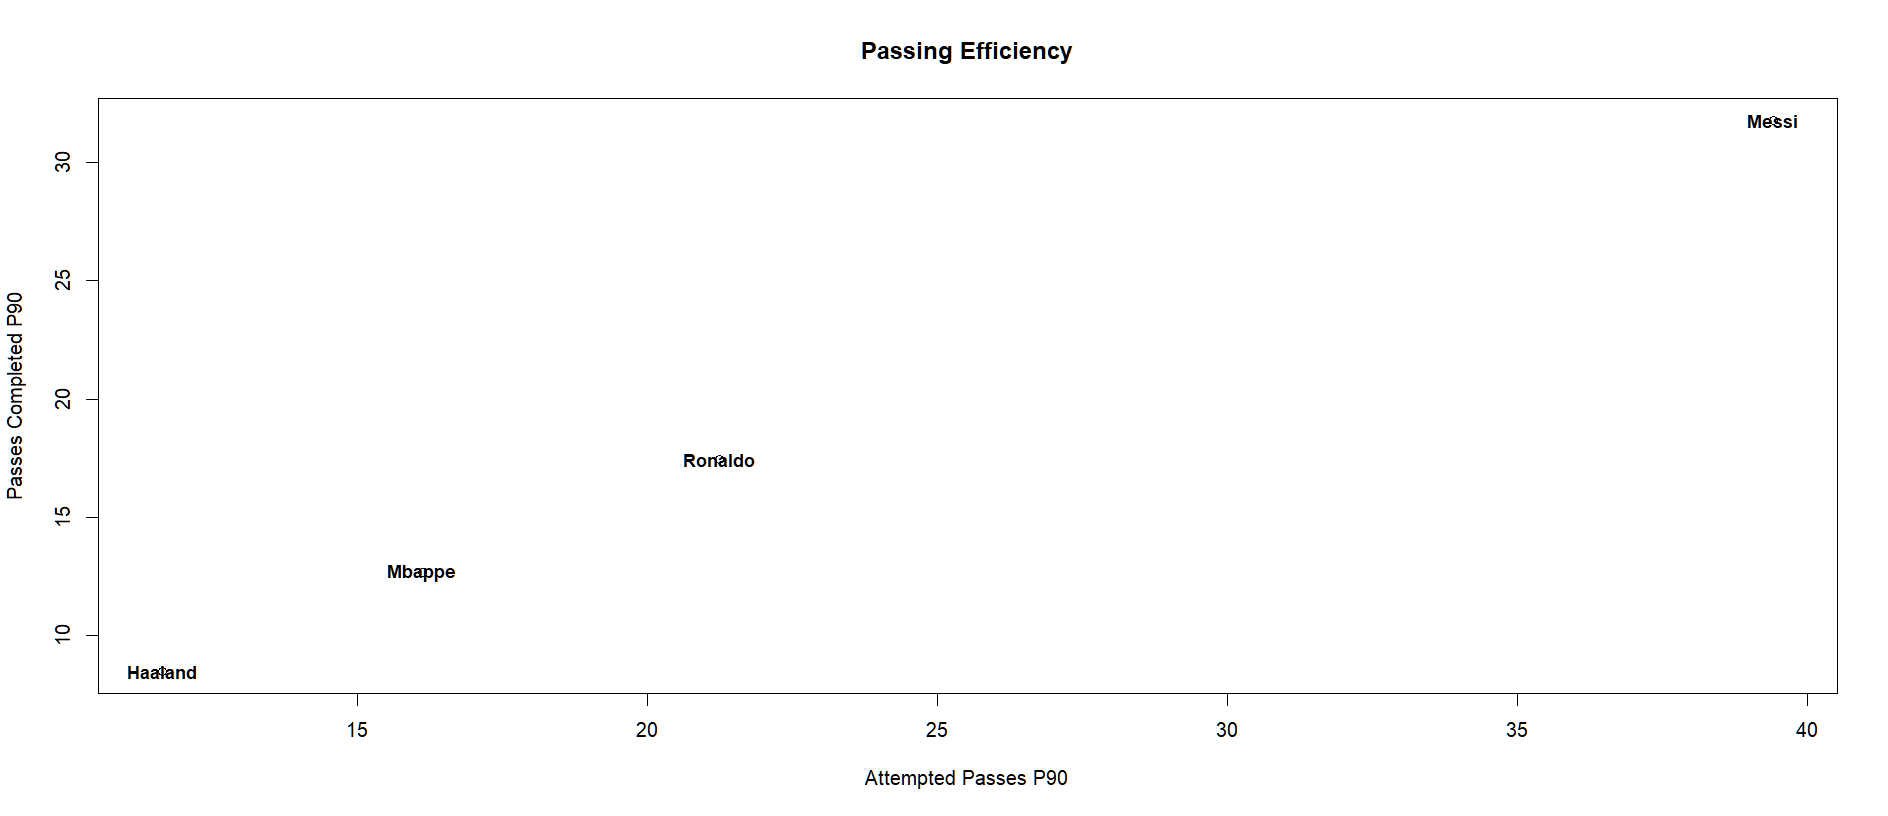 Passing Efficiency
Passes Completed P90
30
25
20
15
10
Messi
Ronaldo
Mbappe
Haaland
15 20 25 30 35 40
Attempted Passes P90